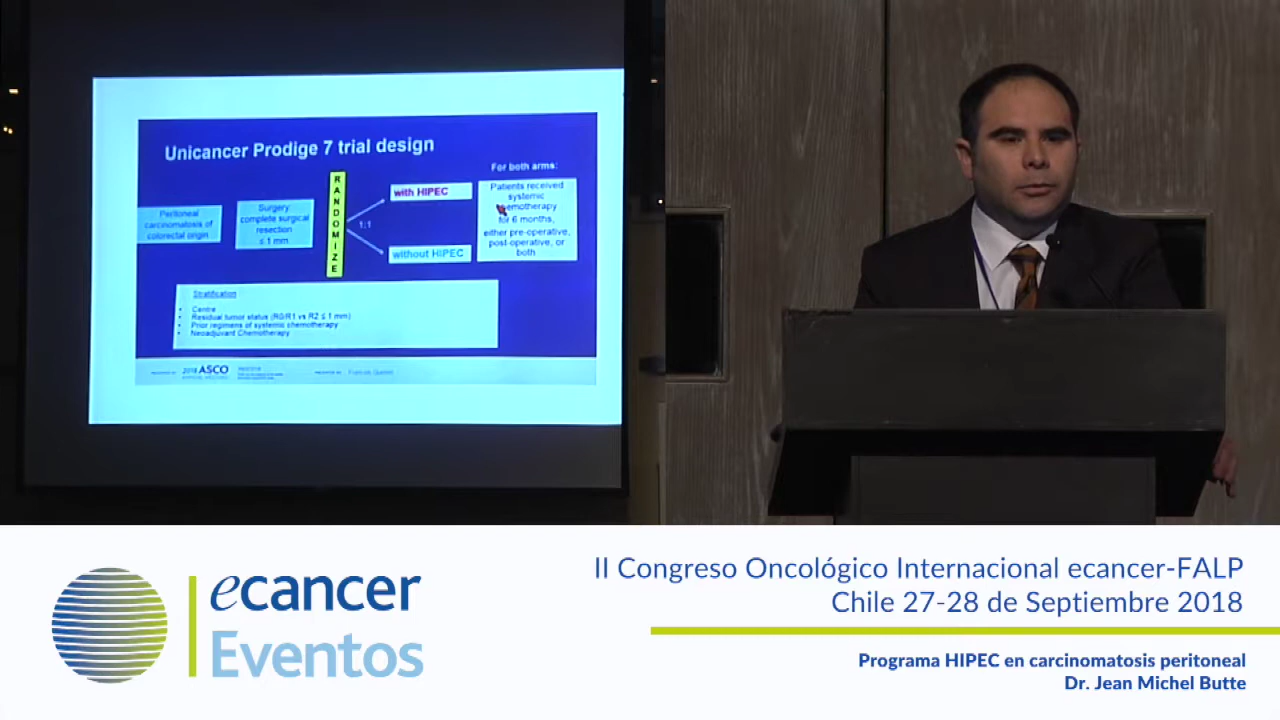 Unicancer Prodige 7 trial design
For both arms:
Peritoneal
carcinomatosis of
colorectal origin
Surgery:
complete surgical
resection
≤ 1 mm
RANDOMIZE
1:1
with HIPEC
without HIPEC
Patients received
systemic
chemotherapy
for 6 months,
either pre-operative,
post-operative, or
both
Stratification
Centre
Residual tumor status (R0/R1 vs R2 ≤ 1 mm)
Prior regimens of systemic chemotherapy
Neoadjuvant Chemotherapy
2018 ASCO
ecancer
Eventos
II Congreso Oncológico Internacional ecancer-FALP
Chile 27-28 de Septiembre 2018
Programa HIPEC en carcinomatosis peritoneal
Dr. Jean Michel Butte